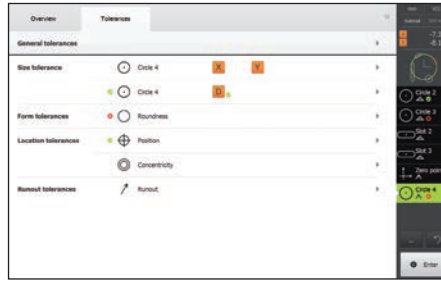 Overview Tolerances
General tolerances
Size tolerance Circle 4 X Y
Circle 4 D
Form tolerances Roundness
Location tolerances Position
Concentricity
Runout tolerances Runout
Circle 2
Circle 3
Slot 2
Slot 3
Zero point
Circle 4
Enter